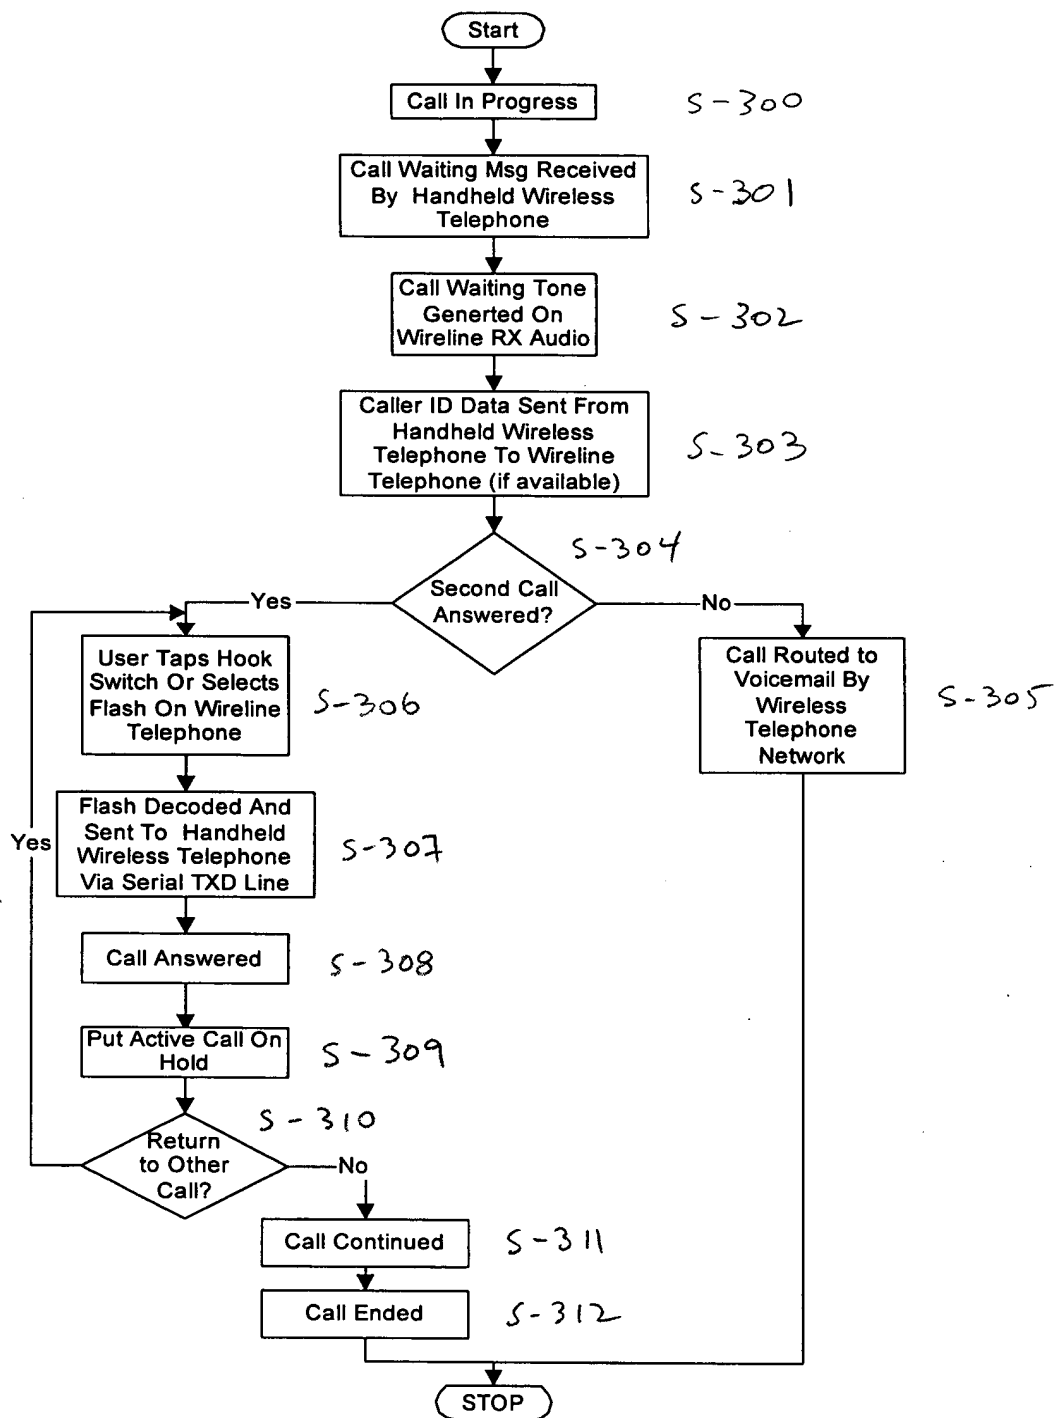 Start
Call In Progress
S-300
Call Waiting Msg Received
By Handheld Wireless
Telephone
S-301
Call Waiting Tone
Generted On
Wireline RX Audio
S-302
Caller ID Data Sent From
Handheld Wireless
Telephone To Wireline
Telephone (if available)
S-303
S-304
Second Call
Answered?
Yes
No
User Taps Hook
Switch Or Selects
Flash On Wireline
Telephone
S-306
Call Routed to
Voicemail By
Wireless
Telephone
Network
S-305
Yes
Flash Decoded And
Sent To Handheld
Wireless Telephone
Via Serial TXD Line
S-307
Call Answered
S-308
Put Active Call On
Hold
S-309
S-310
Return
to Other
Call?
No
Call Continued
S-311
Call Ended
S-312
STOP